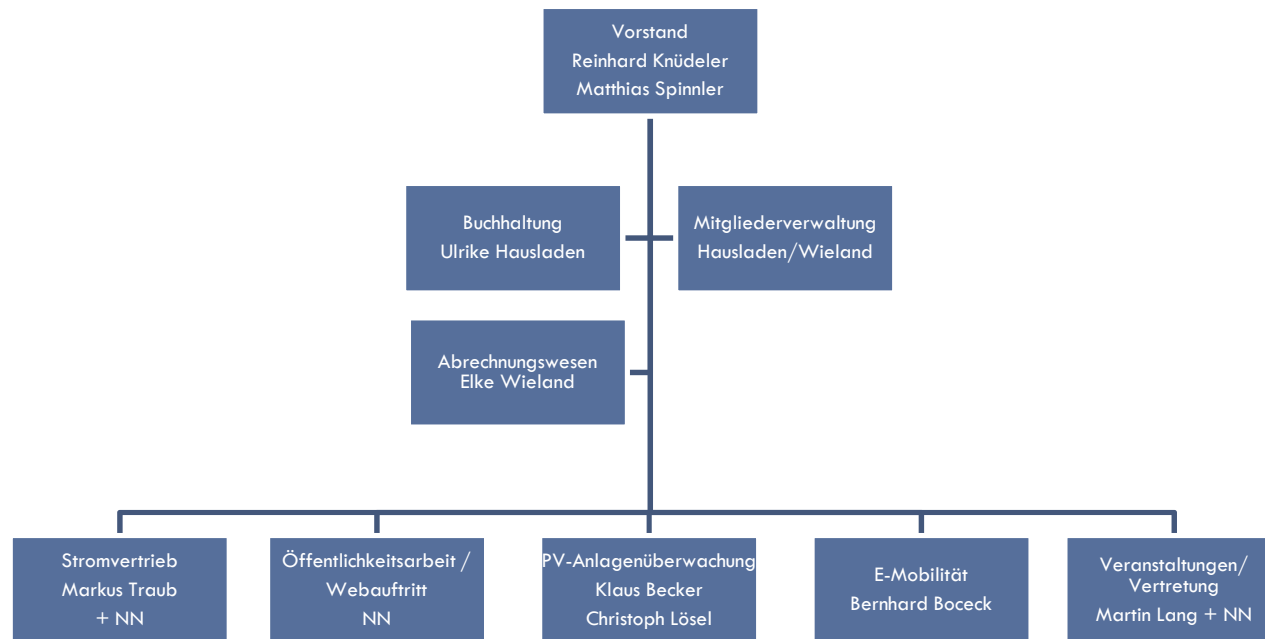 Vorstand
Reinhard Knüdeler
Matthias Spinnler
Buchhaltung
Ulrike Hausladen
Mitgliederverwaltung
Hausladen/Wieland
Abrechnungswesen
Elke Wieland
Stromvertrieb
Markus Traub
+ NN
Öffentlichkeitsarbeit /
Webauftritt
NN
PV-Anlagenüberwachung
Klaus Becker
Christoph Lösel
E-Mobilität
Bernhard Boceck
Veranstaltungen/
Vertretung
Martin Lang + NN